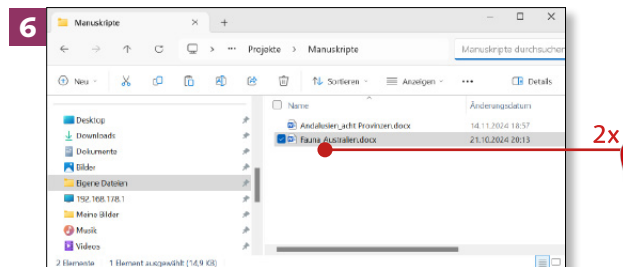 6
Manuskripte
Projekte > Manuskripte
Manuskripte durchsuchen
Neu
Sortieren
Anzeigen
Details
Name
Änderungsdatum
Andalusien_acht Provinzen.docx
14.11.2024 18:57
Fauna_Australien.docx
21.10.2024 20:13
2x
Desktop
Downloads
Dokumente
Bilder
Eigene Dateien
192.168.178.1
Meine Bilder
Musik
Videos
2 Elemente
1 Element ausgewählt (14,9 KB)